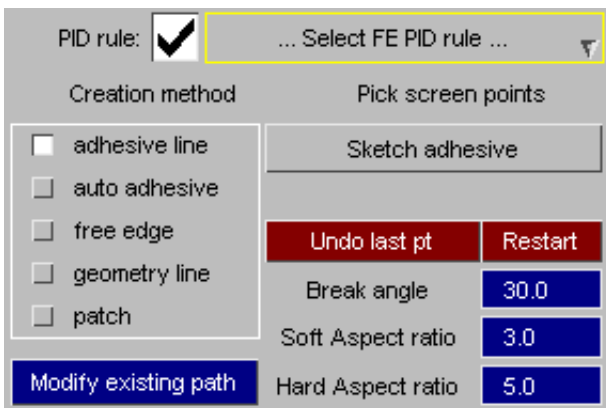 PID rule: ... Select FE PID rule ...
Creation method Pick screen points
adhesive line Sketch adhesive
auto adhesive
free edge Undo last pt Restart
geometry line Break angle 30.0
patch Soft Aspect ratio 3.0
Modify existing path Hard Aspect ratio 5.0